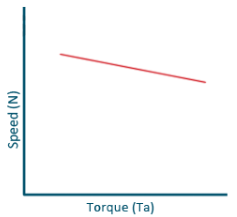 Speed (N)
Torque (Ta)